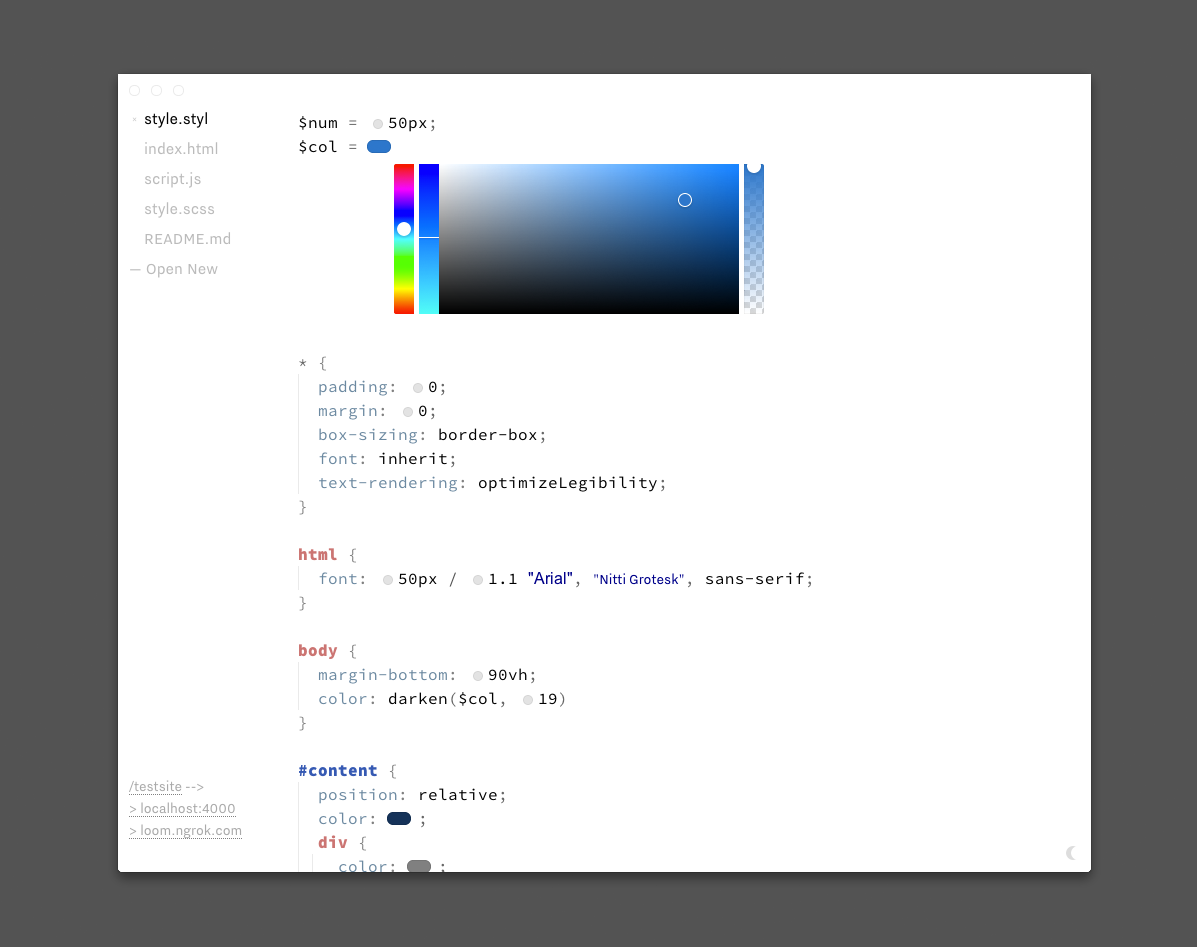 style.styl
index.html
script.js
style.scss
README.md
— Open New
/testsite -->
> localhost:4000
> loom.ngrok.com
$num = 50px;
$col =
* {
padding: 0;
margin: 0;
box-sizing: border-box;
font: inherit;
text-rendering: optimizeLegibility;
}
html {
font: 50px / 1.1 "Arial", "Nitti Grotesk", sans-serif;
}
body {
margin-bottom: 90vh;
color: darken($col, 19)
}
#content {
position: relative;
color: ;
div {
color: ;